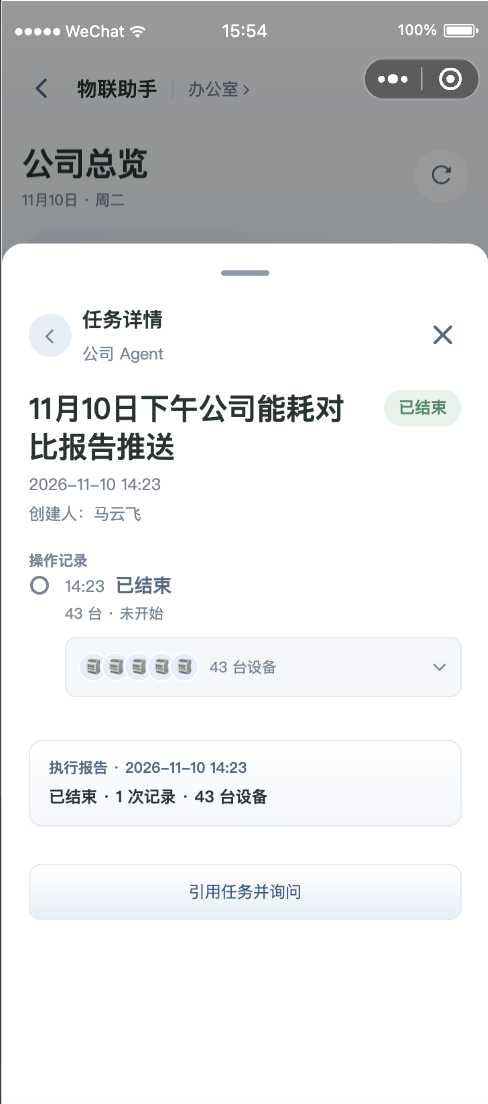 WeChat 15:54 100%
物联助手 办公室
公司总览
11月10日 · 周二
任务详情
公司 Agent
11月10日下午公司能耗对
比报告推送
已结束
2026-11-10 14:23
创建人：马云飞
操作记录
14:23 已结束
43 台 · 未开始
43 台设备
执行报告 · 2026-11-10 14:23
已结束 · 1 次记录 · 43 台设备
引用任务并询问